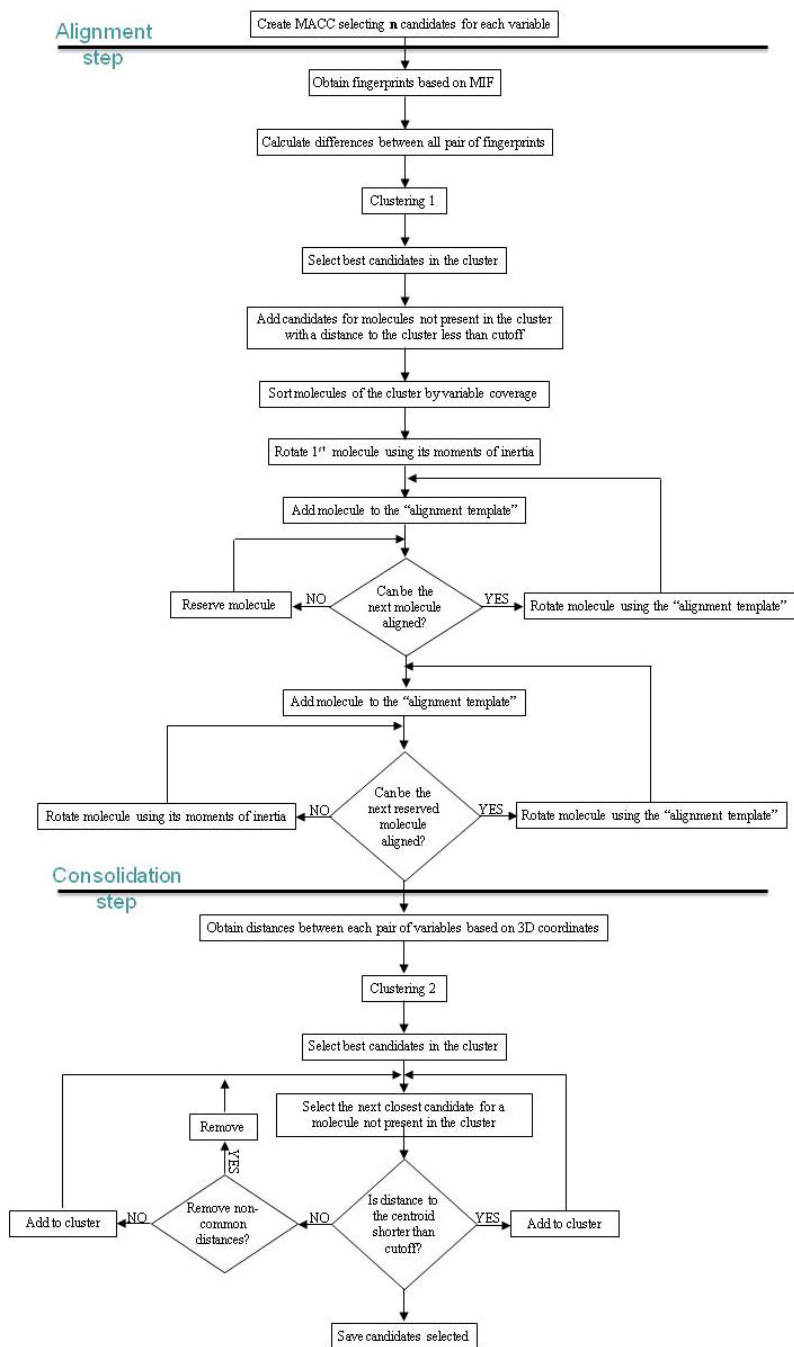 Create MACC selecting n candidates for each variable
Alignment
step
Obtain fingerprints based on MIF
Calculate differences between all pair of fingerprints
Clustering 1
Select best candidates in the cluster
Add candidates for molecules not present in the cluster
with a distance to the cluster less than cutoff
Sort molecules of the cluster by variable coverage
Rotate 1st molecule using its moments of inertia
Add molecule to the “alignment template”
Can be the
next molecule
aligned?
NO
YES
Reserve molecule
Rotate molecule using the “alignment template”
Add molecule to the “alignment template”
Can be the
next reserved
molecule
aligned?
NO
YES
Rotate molecule using its moments of inertia
Rotate molecule using the “alignment template”
Consolidation
step
Obtain distances between each pair of variables based on 3D coordinates
Clustering 2
Select best candidates in the cluster
Select the next closest candidate for a
molecule not present in the cluster
Remove
YES
Is distance to
the centroid
shorter than
cutoff?
NO
YES
Remove non-
common
distances?
NO
Add to cluster
Add to cluster
Save candidates selected